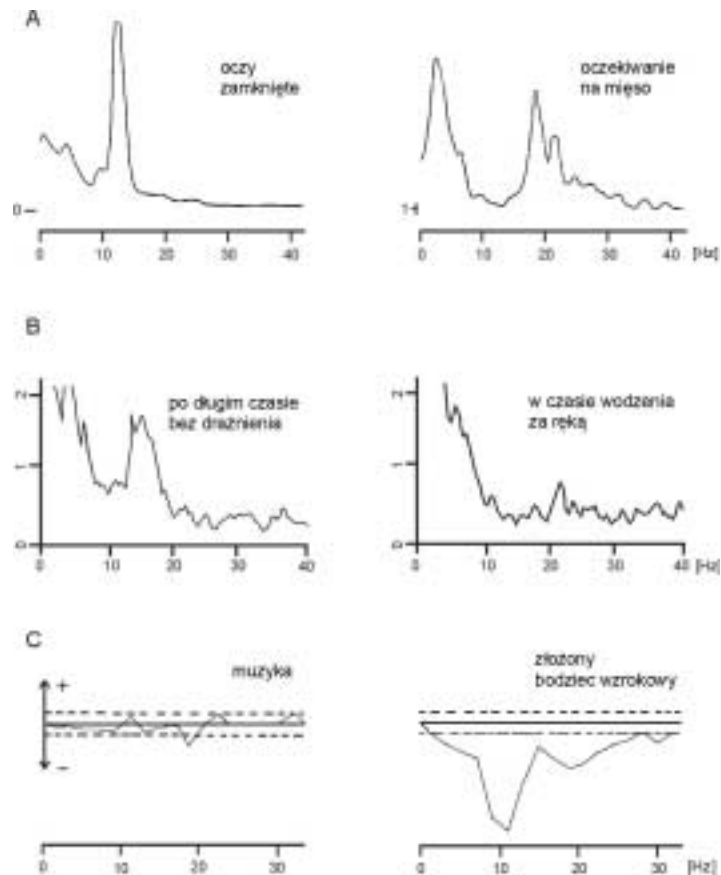 A
oczy
zamknięte
oczekiwanie
na mięso
0
1
0 10 20 30 40
0 10 20 30 40 [Hz]
B
2
1
0
po długim czasie
bez drażnienia
2
1
0
w czasie wodzenia
za ręką
0 10 20 30 40
0 10 20 30 40 [Hz]
C
+
−
muzyka
złożony
bodziec wzrokowy
0 10 20 30
0 10 20 30 [Hz]